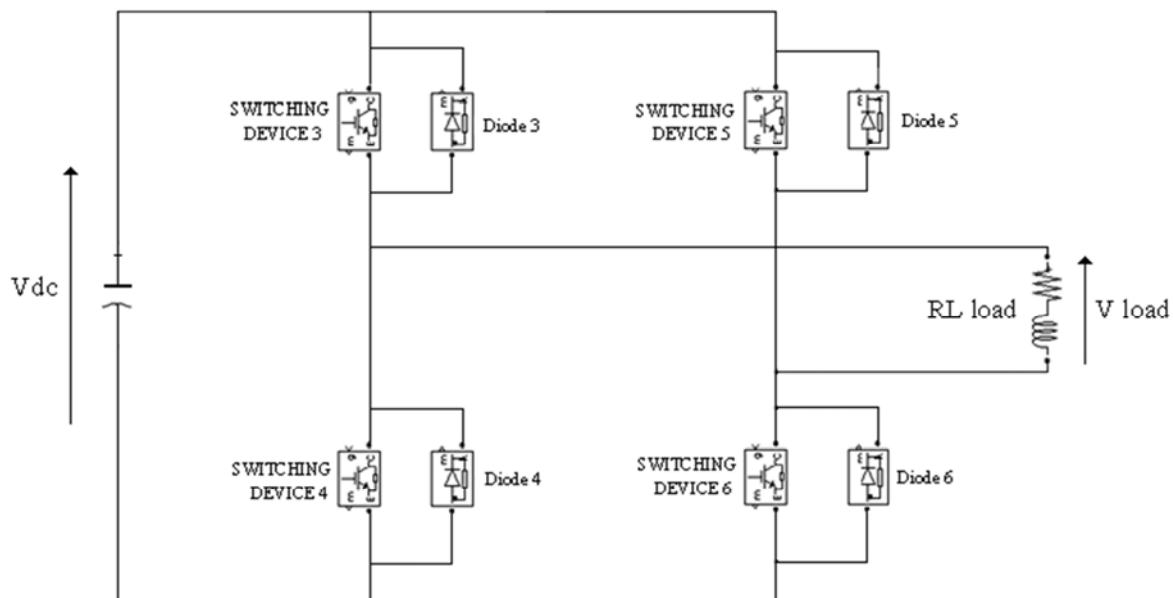 SWITCHING
DEVICE 3
Diode 3
SWITCHING
DEVICE 5
Diode 5
Vdc
RL load
V load
SWITCHING
DEVICE 4
Diode 4
SWITCHING
DEVICE 6
Diode 6